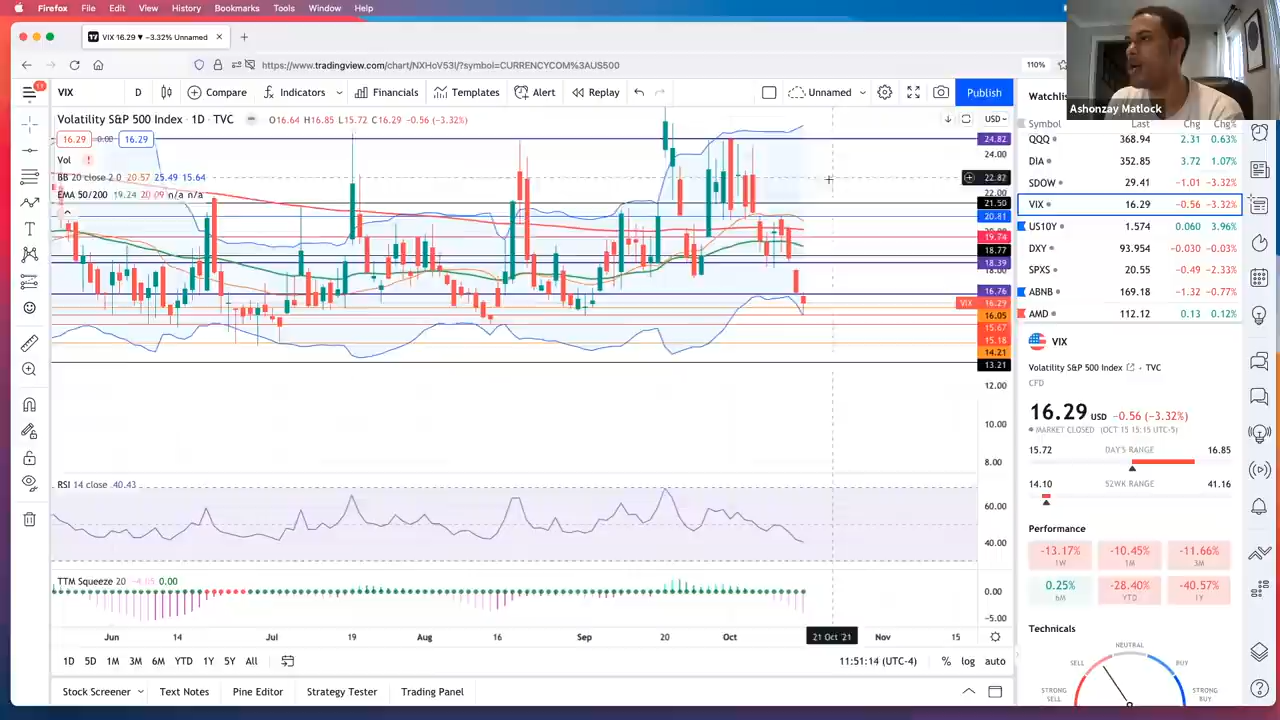 Firefox File Edit View History Bookmarks Tools Window Help
VIX 16.29 ▼ −3.32% Unnamed
https://www.tradingview.com/chart/NXHoV53I/?symbol=CURRENCYCOM%3AUS500
110%
Ashonzay Matlock
11
VIX D Compare Indicators Financials Templates Alert Replay Unnamed Publish
Volatility S&P 500 Index · 1D · TVC O16.64 H16.85 L15.72 −0.56 (−3.32%)
16.29 0.00 16.29
Vol
BB 20 close 2 0 20.57 25.49 15.64
EMA 50/200 19.24 n/a n/a
USD
24.82
24.00
22.82
22.00
21.50
20.81
19.74
18.77
18.39
18.00
16.76
VIX 16.29
16.05
15.67
15.18
14.21
13.21
12.00
10.00
8.00
RSI 14 close 40.43
60.00
40.00
TTM Squeeze 20 0.00
0.00
−5.00
Jun 14 Jul 19 Aug 16 Sep 20 Oct 21 Oct '21 Nov 15
1D 5D 1M 3M 6M YTD 1Y 5Y All
11:51:14 (UTC-4) % log auto
Stock Screener Text Notes Pine Editor Strategy Tester Trading Panel
Watchlis
Symbol Last Chg Chg%
QQQ 368.94 2.31 0.63%
DIA 352.85 3.72 1.07%
SDOW 29.41 −1.01 −3.32%
VIX 16.29 −0.56 −3.32%
US10Y 1.574 0.060 3.96%
DXY 93.954 −0.030 −0.03%
SPXS 20.55 −0.49 −2.33%
ABNB 169.18 −1.32 −0.77%
AMD 112.12 0.13 0.12%
VIX
Volatility S&P 500 Index · TVC
CFD
16.29 USD −0.56 (−3.32%)
MARKET CLOSED (OCT 15 15:15 UTC-5)
15.72 DAY'S RANGE 16.85
14.10 52WK RANGE 41.16
Performance
-13.17% -10.45% -11.66%
1W 1M 3M
0.25% -28.40% -40.57%
6M YTD 1Y
Technicals
NEUTRAL
SELL BUY
STRONG SELL STRONG BUY